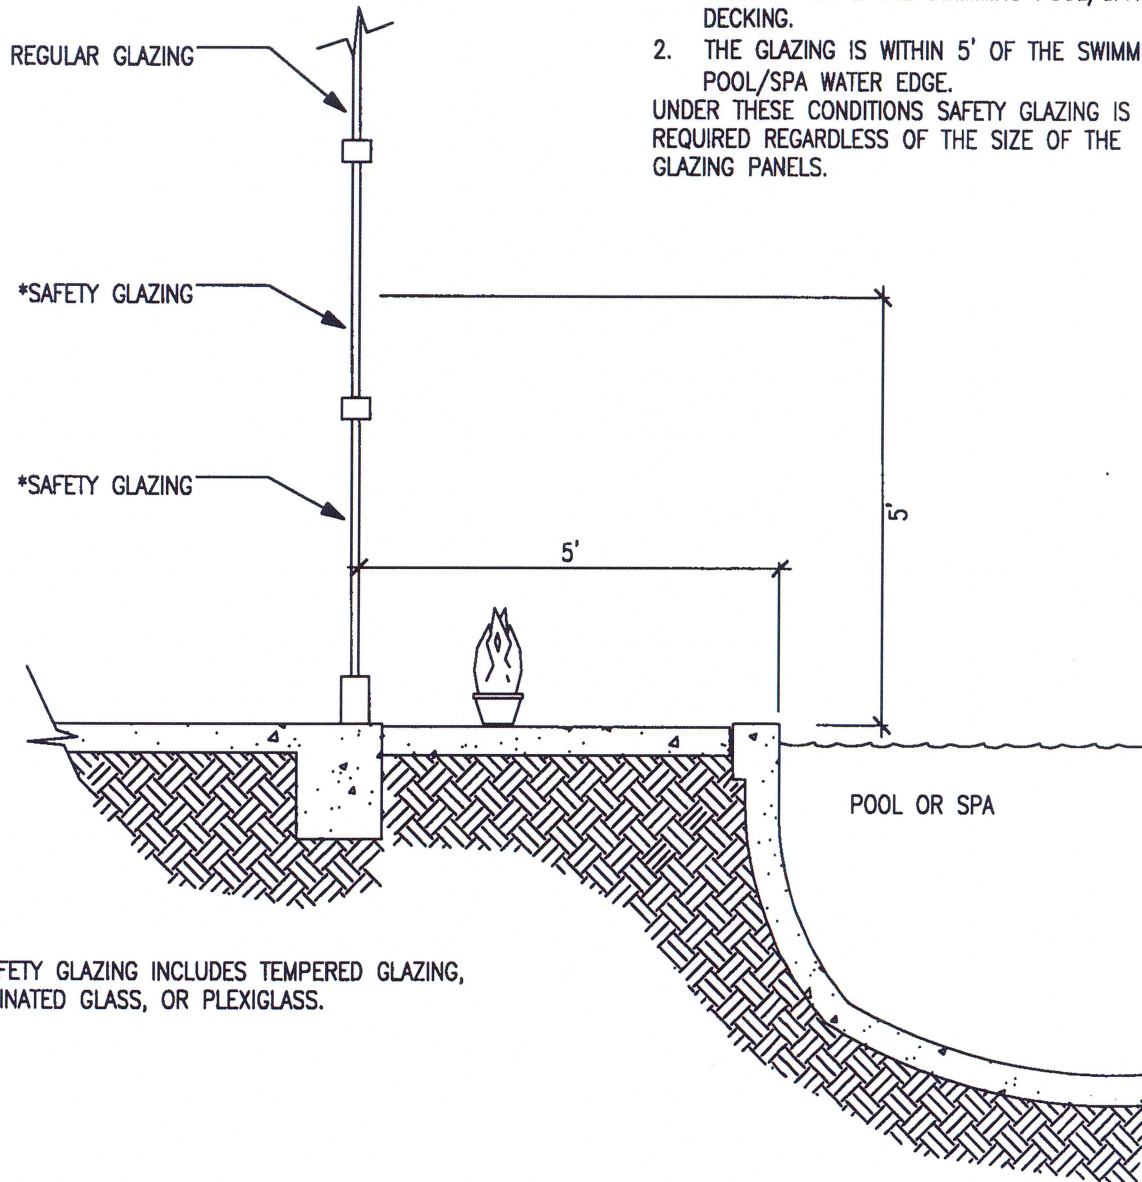 DECKING.
2. THE GLAZING IS WITHIN 5' OF THE SWIMM
POOL/SPA WATER EDGE.
UNDER THESE CONDITIONS SAFETY GLAZING IS
REQUIRED REGARDLESS OF THE SIZE OF THE
GLAZING PANELS.
REGULAR GLAZING
*SAFETY GLAZING
*SAFETY GLAZING
5'
5'
POOL OR SPA
FETY GLAZING INCLUDES TEMPERED GLAZING,
INATED GLASS, OR PLEXIGLASS.